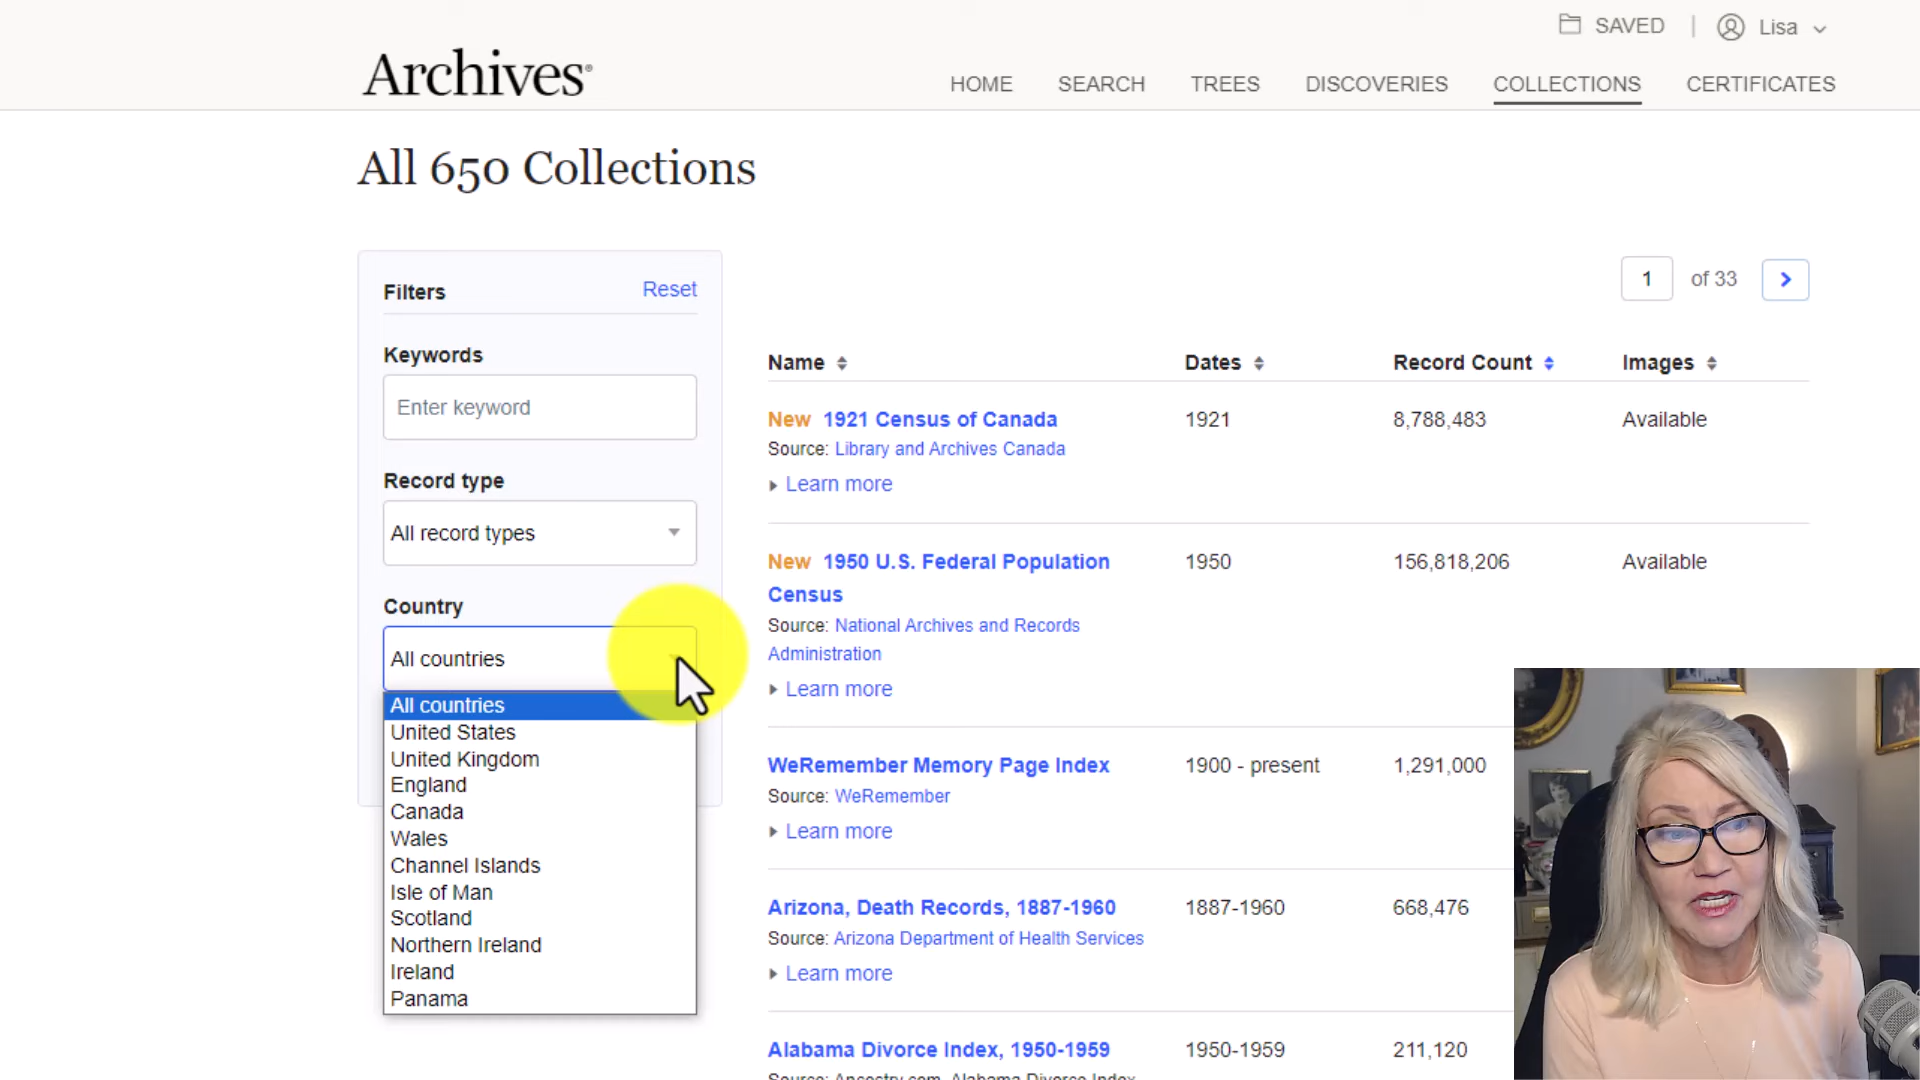 SAVED | Lisa
Archives®
HOME SEARCH TREES DISCOVERIES COLLECTIONS CERTIFICATES
All 650 Collections
Filters Reset
Keywords
Enter keyword
Record type
All record types
Country
All countries
All countries
United States
United Kingdom
England
Canada
Wales
Channel Islands
Isle of Man
Scotland
Northern Ireland
Ireland
Panama
1 of 33
Name Dates Record Count Images
New 1921 Census of Canada 1921 8,788,483 Available
Source: Library and Archives Canada
Learn more
New 1950 U.S. Federal Population 1950 156,818,206 Available
Census
Source: National Archives and Records
Administration
Learn more
WeRemember Memory Page Index 1900 - present 1,291,000
Source: WeRemember
Learn more
Arizona, Death Records, 1887-1960 1887-1960 668,476
Source: Arizona Department of Health Services
Learn more
Alabama Divorce Index, 1950-1959 1950-1959 211,120
Source: Ancestry.com, Alabama Divorce Index